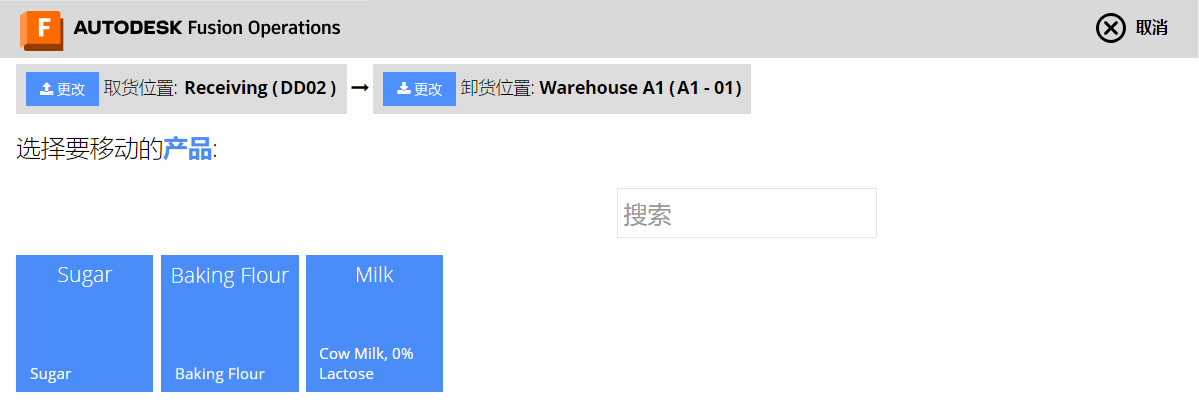 F AUTODESK Fusion Operations
取消
更改 取货位置: Receiving (DD02 ) → 更改 卸货位置: Warehouse A1 (A1 - 01)
选择要移动的产品:
搜索
Sugar
Sugar
Baking Flour
Baking Flour
Milk
Cow Milk, 0%
Lactose